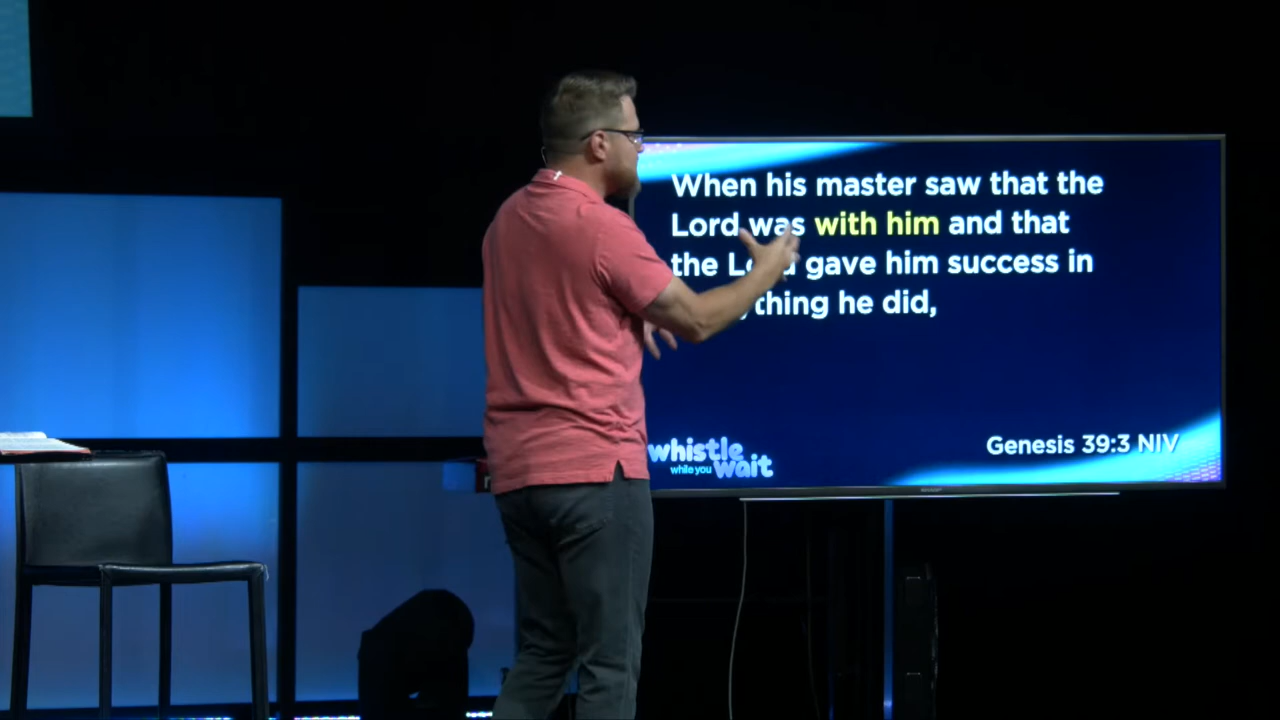 When his master saw that the
Lord was with him and that
the Lord gave him success in
thing he did,
whistle
while you wait
Genesis 39:3 NIV